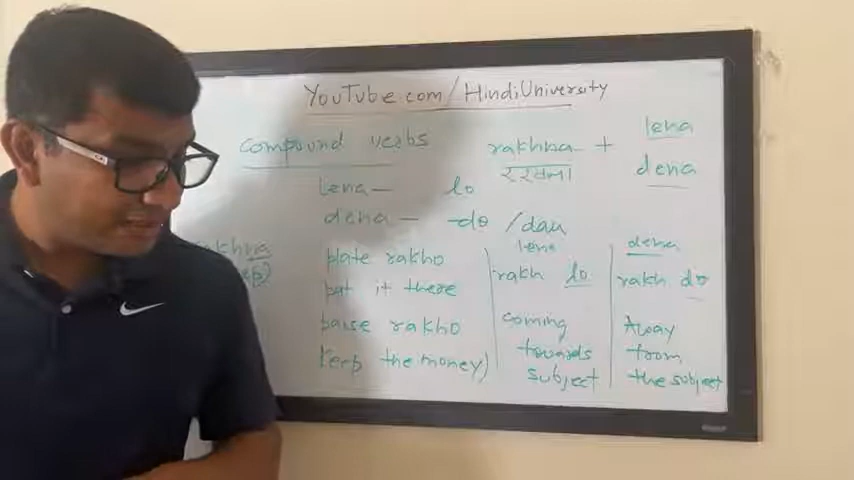 YouTube.com/HindiUniversity
compound verbs
rakhna + lena
रखना dena
lena — lo
dena — do / dau
plate rakho
put it there
paise rakho
keep the money)
lena
rakh lo
coming
towards
subject
dena
rakh do
Away
from
the subject